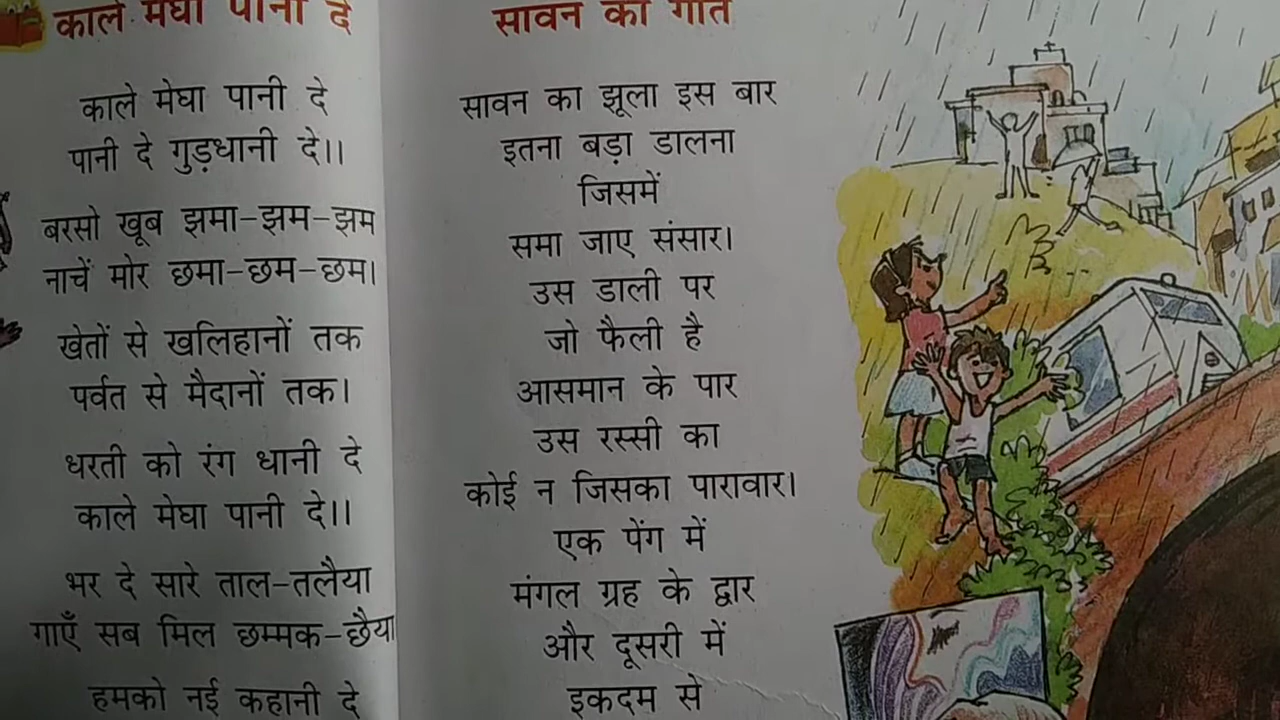 काले मेघा पानी दे
काले मेघा पानी दे
पानी दे गुड़धानी दे।।
बरसो खूब झमा-झम-झम
नाचें मोर छमा-छम-छम।
खेतों से खलिहानों तक
पर्वत से मैदानों तक।
धरती को रंग धानी दे
काले मेघा पानी दे।।
भर दे सारे ताल-तलैया
गाएँ सब मिल छम्मक-छैया
हमको नई कहानी दे
सावन का गीत
सावन का झूला इस बार
इतना बड़ा डालना
जिसमें
समा जाए संसार।
उस डाली पर
जो फैली है
आसमान के पार
उस रस्सी का
कोई न जिसका पारावार।
एक पेंग में
मंगल ग्रह के द्वार
और दूसरी में
इकदम से